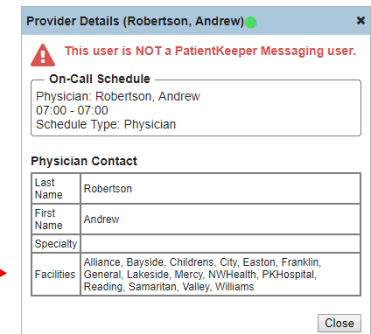 Provider Details (Robertson, Andrew) ×
This user is NOT a PatientKeeper Messaging user.
On-Call Schedule
Physician: Robertson, Andrew
07:00 - 07:00
Schedule Type: Physician
Physician Contact
Last Name Robertson
First Name Andrew
Specialty
Facilities Alliance, Bayside, Childrens, City, Easton, Franklin,
General, Lakeside, Mercy, NWHealth, PKHospital,
Reading, Samaritan, Valley, Williams
Close